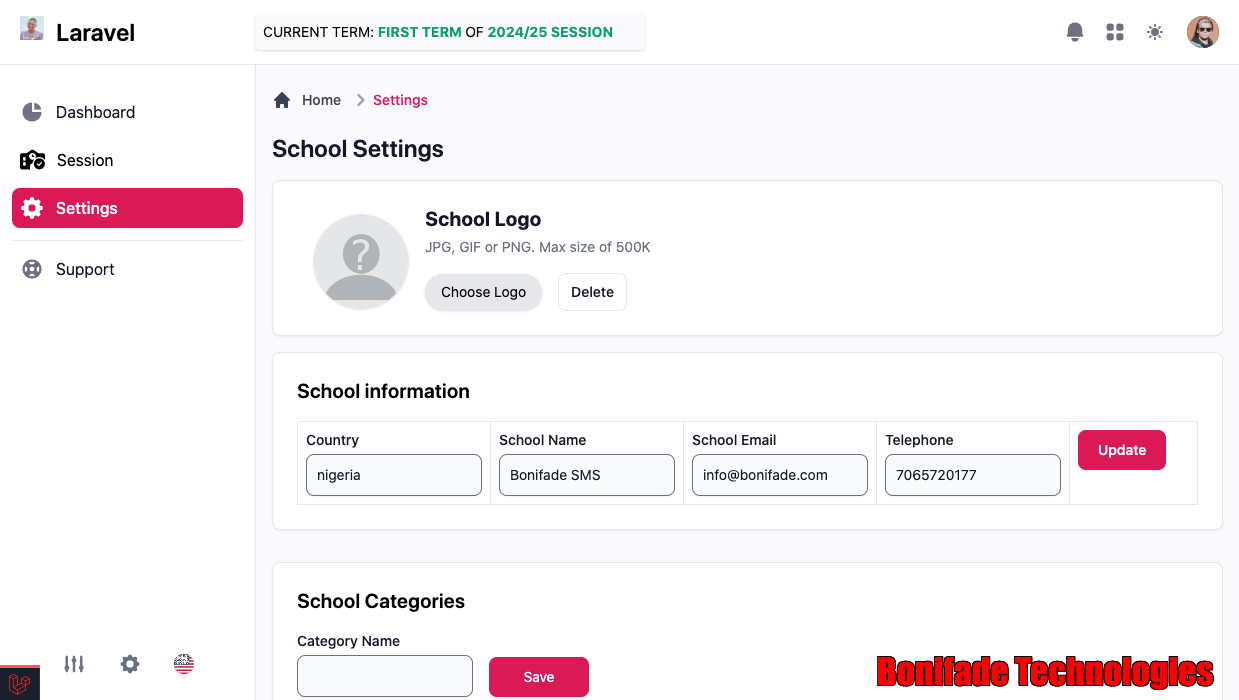 Laravel
CURRENT TERM: FIRST TERM OF 2024/25 SESSION
Dashboard
Session
Settings
Support
Home
Settings
School Settings
School Logo
JPG, GIF or PNG. Max size of 500K
Choose Logo
Delete
School information
Country
School Name
School Email
Telephone
nigeria
Bonifade SMS
info@bonifade.com
7065720177
Update
School Categories
Category Name
Save
Bonifade Technologies